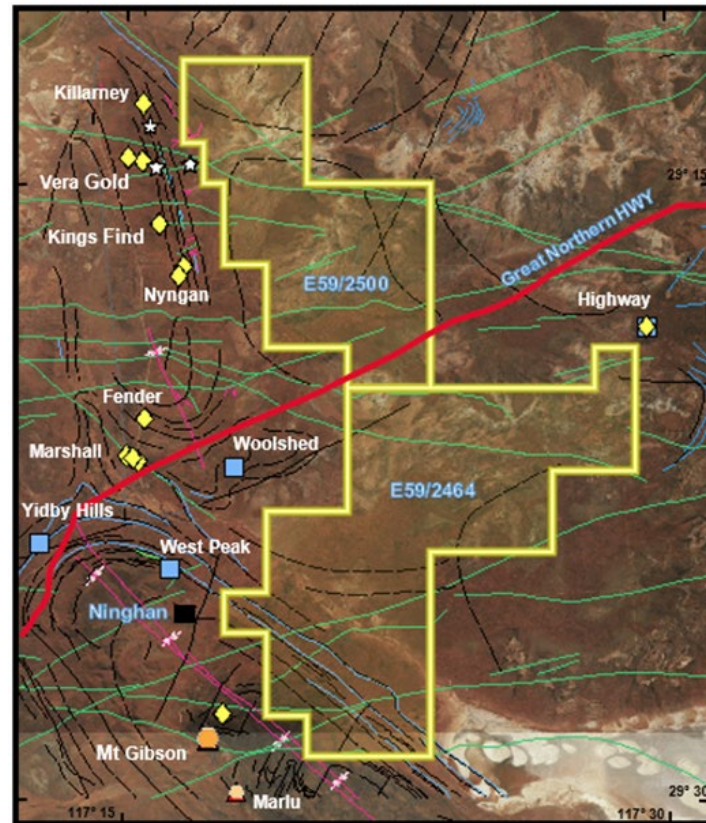 Killarney
Vera Gold
29° 15
Kings Find
Great Northern HWY
Nyngan
E59/2500
Highway
Fender
Marshall
Woolshed
E59/2464
Yidby Hills
West Peak
Ninghan
Mt Gibson
Marlu
29° 30
117° 15
117° 30